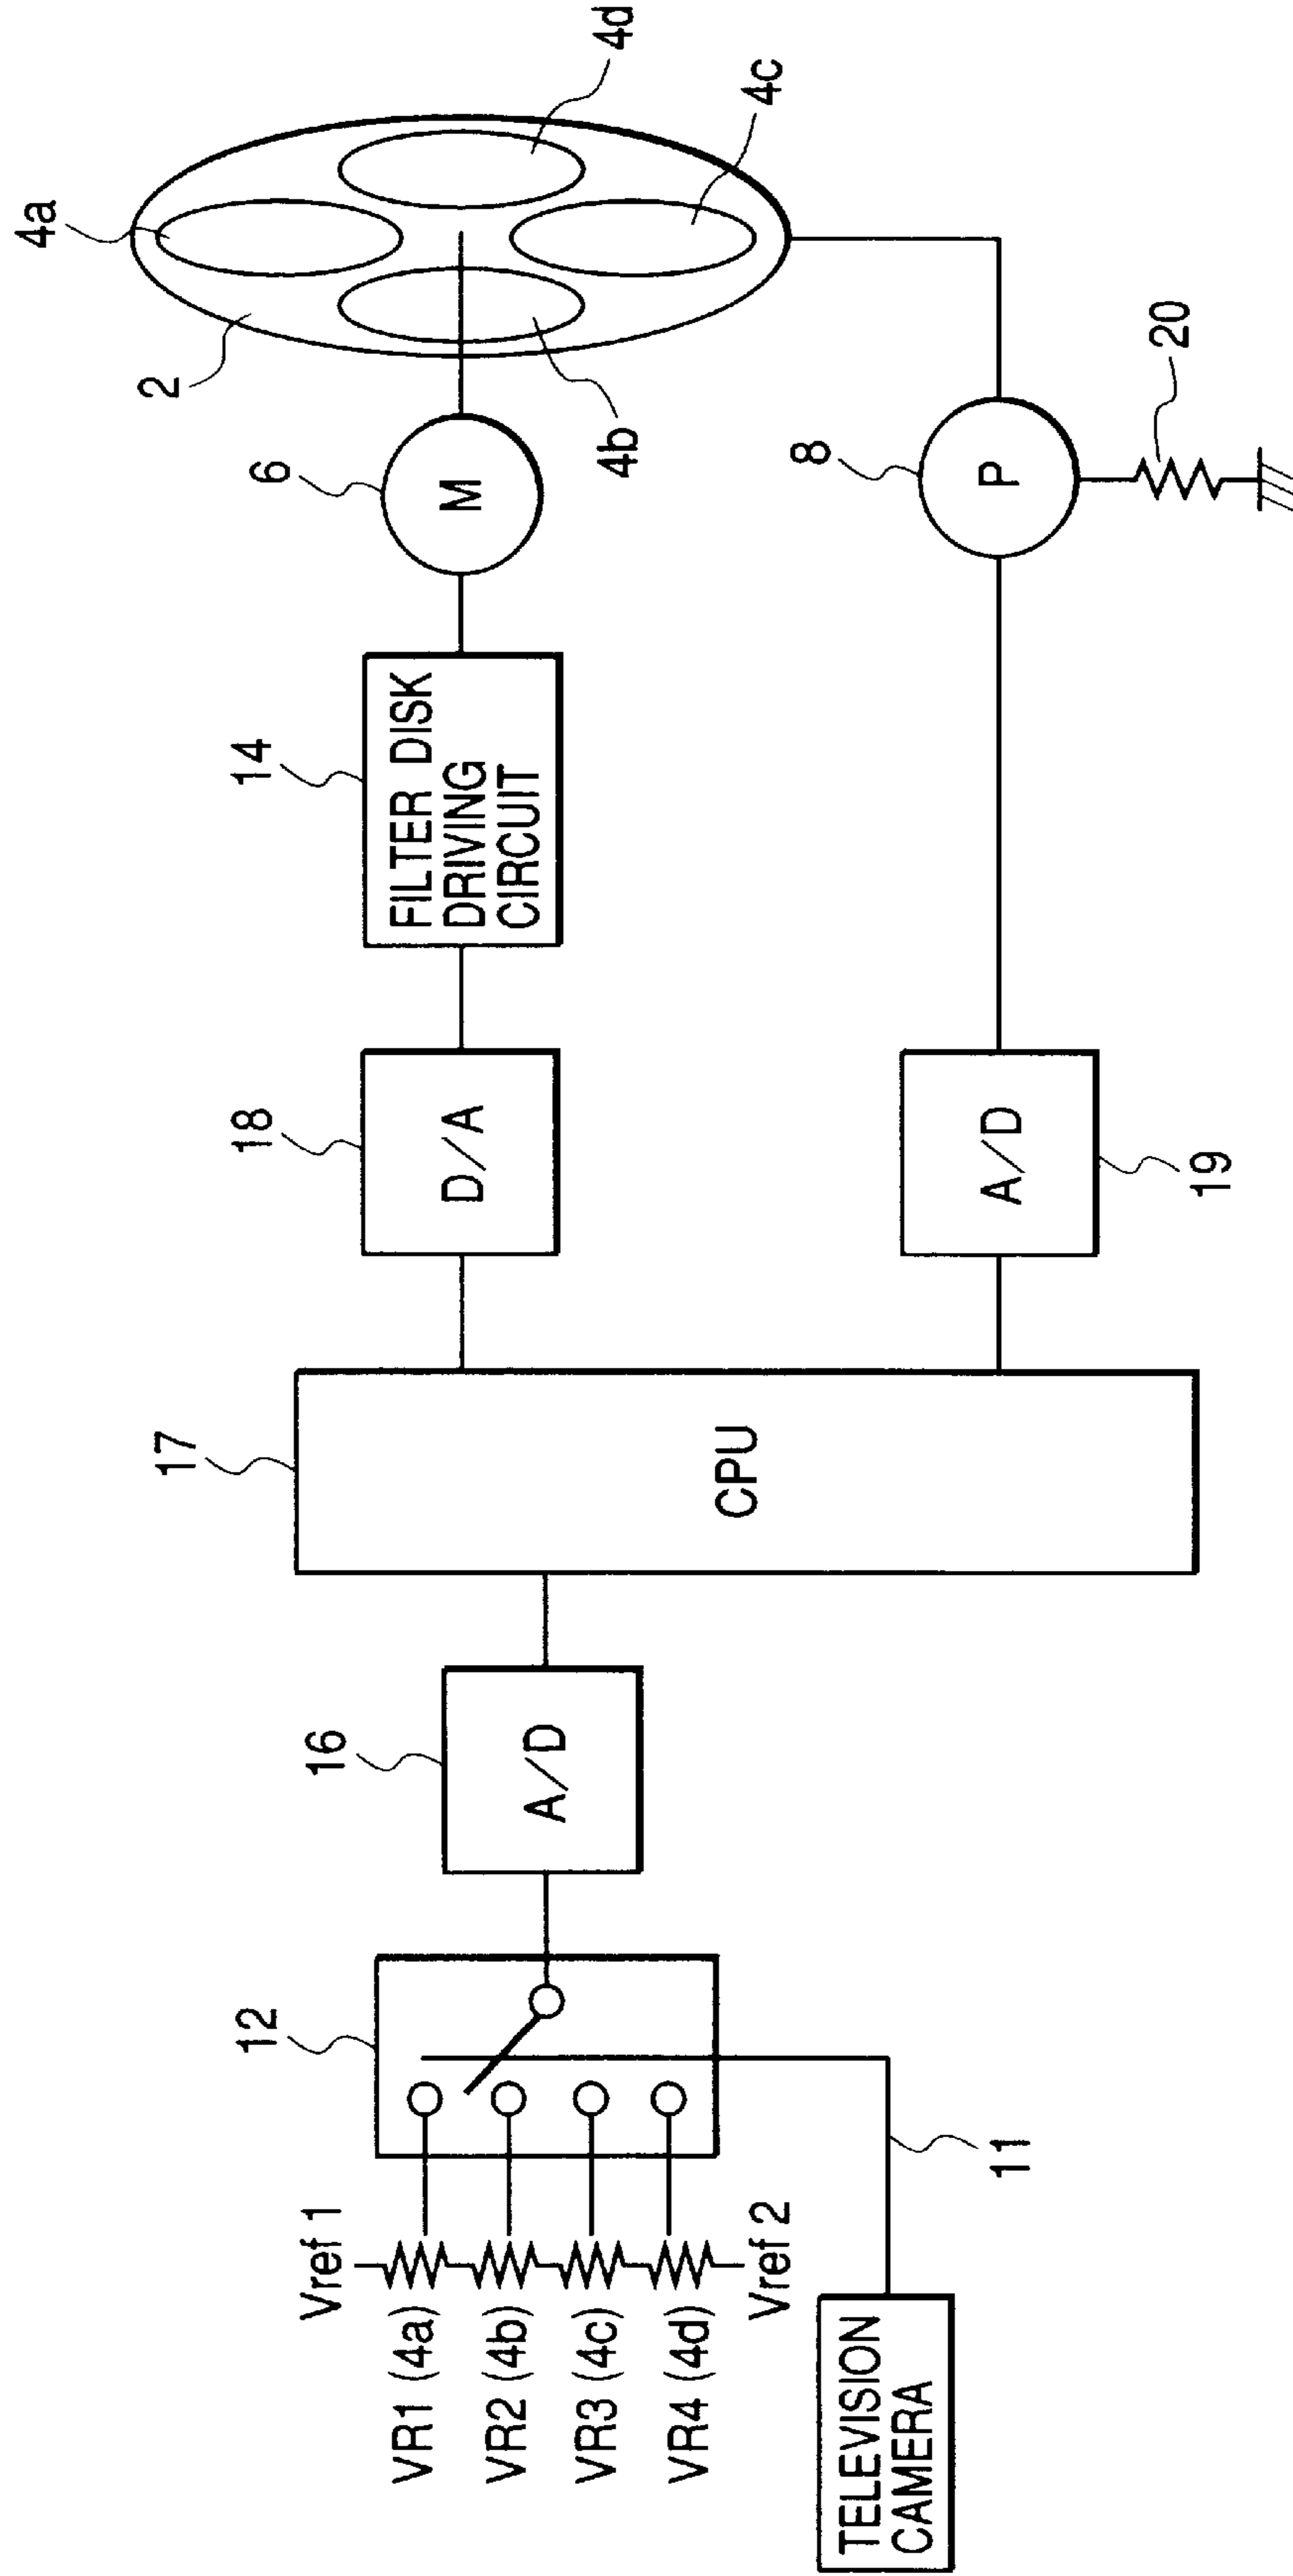 Vref 1
VR1 (4a)
VR2 (4b)
VR3 (4c)
VR4 (4d)
Vref 2
TELEVISION
CAMERA
11
12
16
A/D
17
CPU
18
D/A
19
A/D
14
FILTER DISK
DRIVING
CIRCUIT
6
M
8
P
20
2
4a
4b
4c
4d